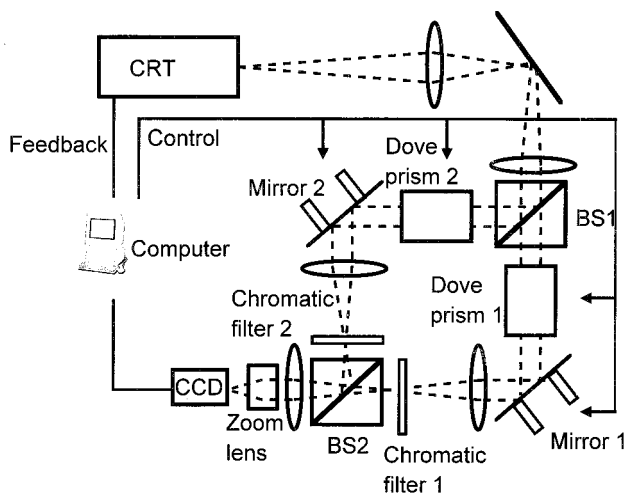 CRT
Feedback
Control
Dove
prism 2
Mirror 2
BS1
Computer
Dove
prism 1
Chromatic
filter 2
CCD
Zoom
lens
BS2
Mirror 1
Chromatic
filter 1